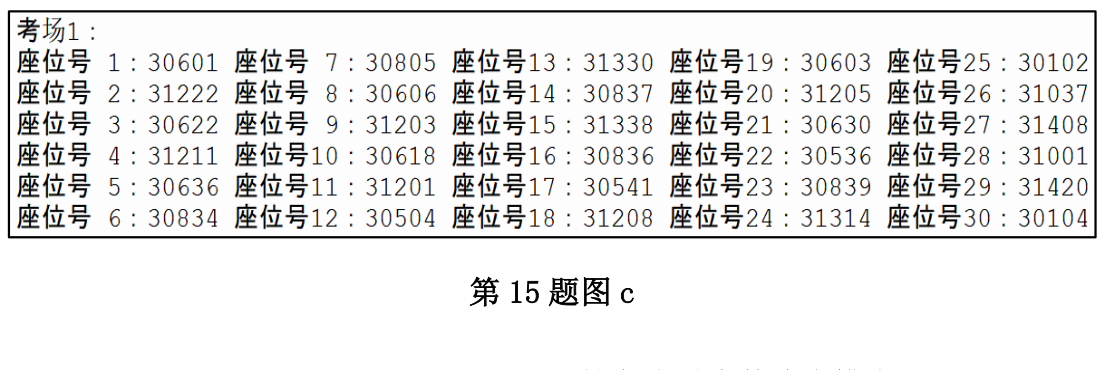 考场1：
座位号 1：30601 座位号 7：30805 座位号13：31330 座位号19：30603 座位号25：30102
座位号 2：31222 座位号 8：30606 座位号14：30837 座位号20：31205 座位号26：31037
座位号 3：30622 座位号 9：31203 座位号15：31338 座位号21：30630 座位号27：31408
座位号 4：31211 座位号10：30618 座位号16：30836 座位号22：30536 座位号28：31001
座位号 5：30636 座位号11：31201 座位号17：30541 座位号23：30839 座位号29：31420
座位号 6：30834 座位号12：30504 座位号18：31208 座位号24：31314 座位号30：30104
第 15 题图 c